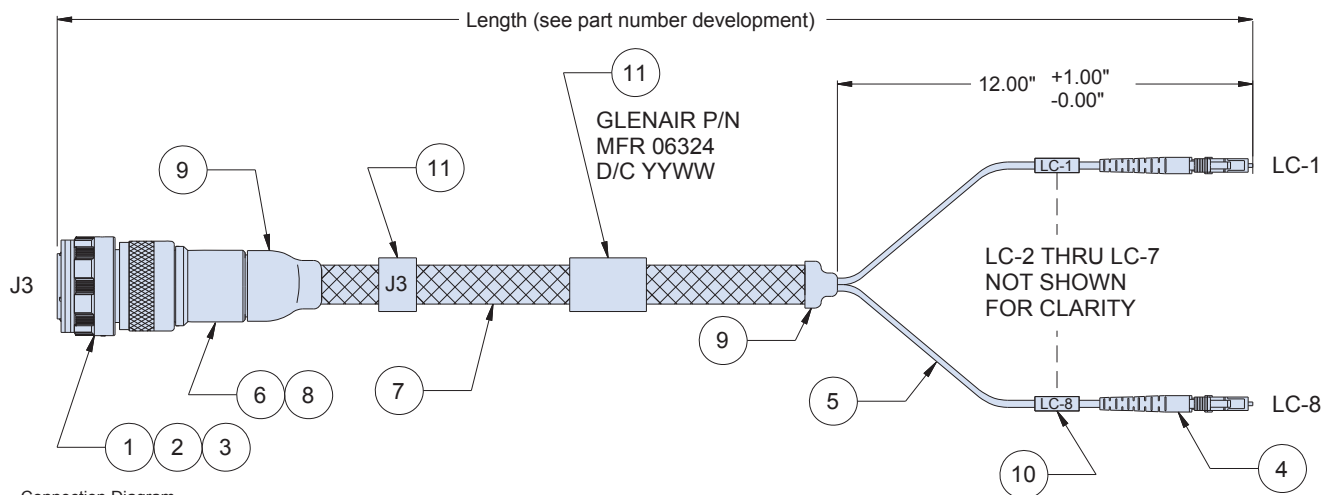 Length (see part number development)
11
12.00" +1.00"
-0.00"
GLENAIR P/N
MFR 06324
D/C YYWW
9
11
LC-1
LC-1
J3
J3
LC-2 THRU LC-7
NOT SHOWN
FOR CLARITY
9
6 8
7
5
LC-8
LC-8
1 2 3
10
4
Connection Diagram